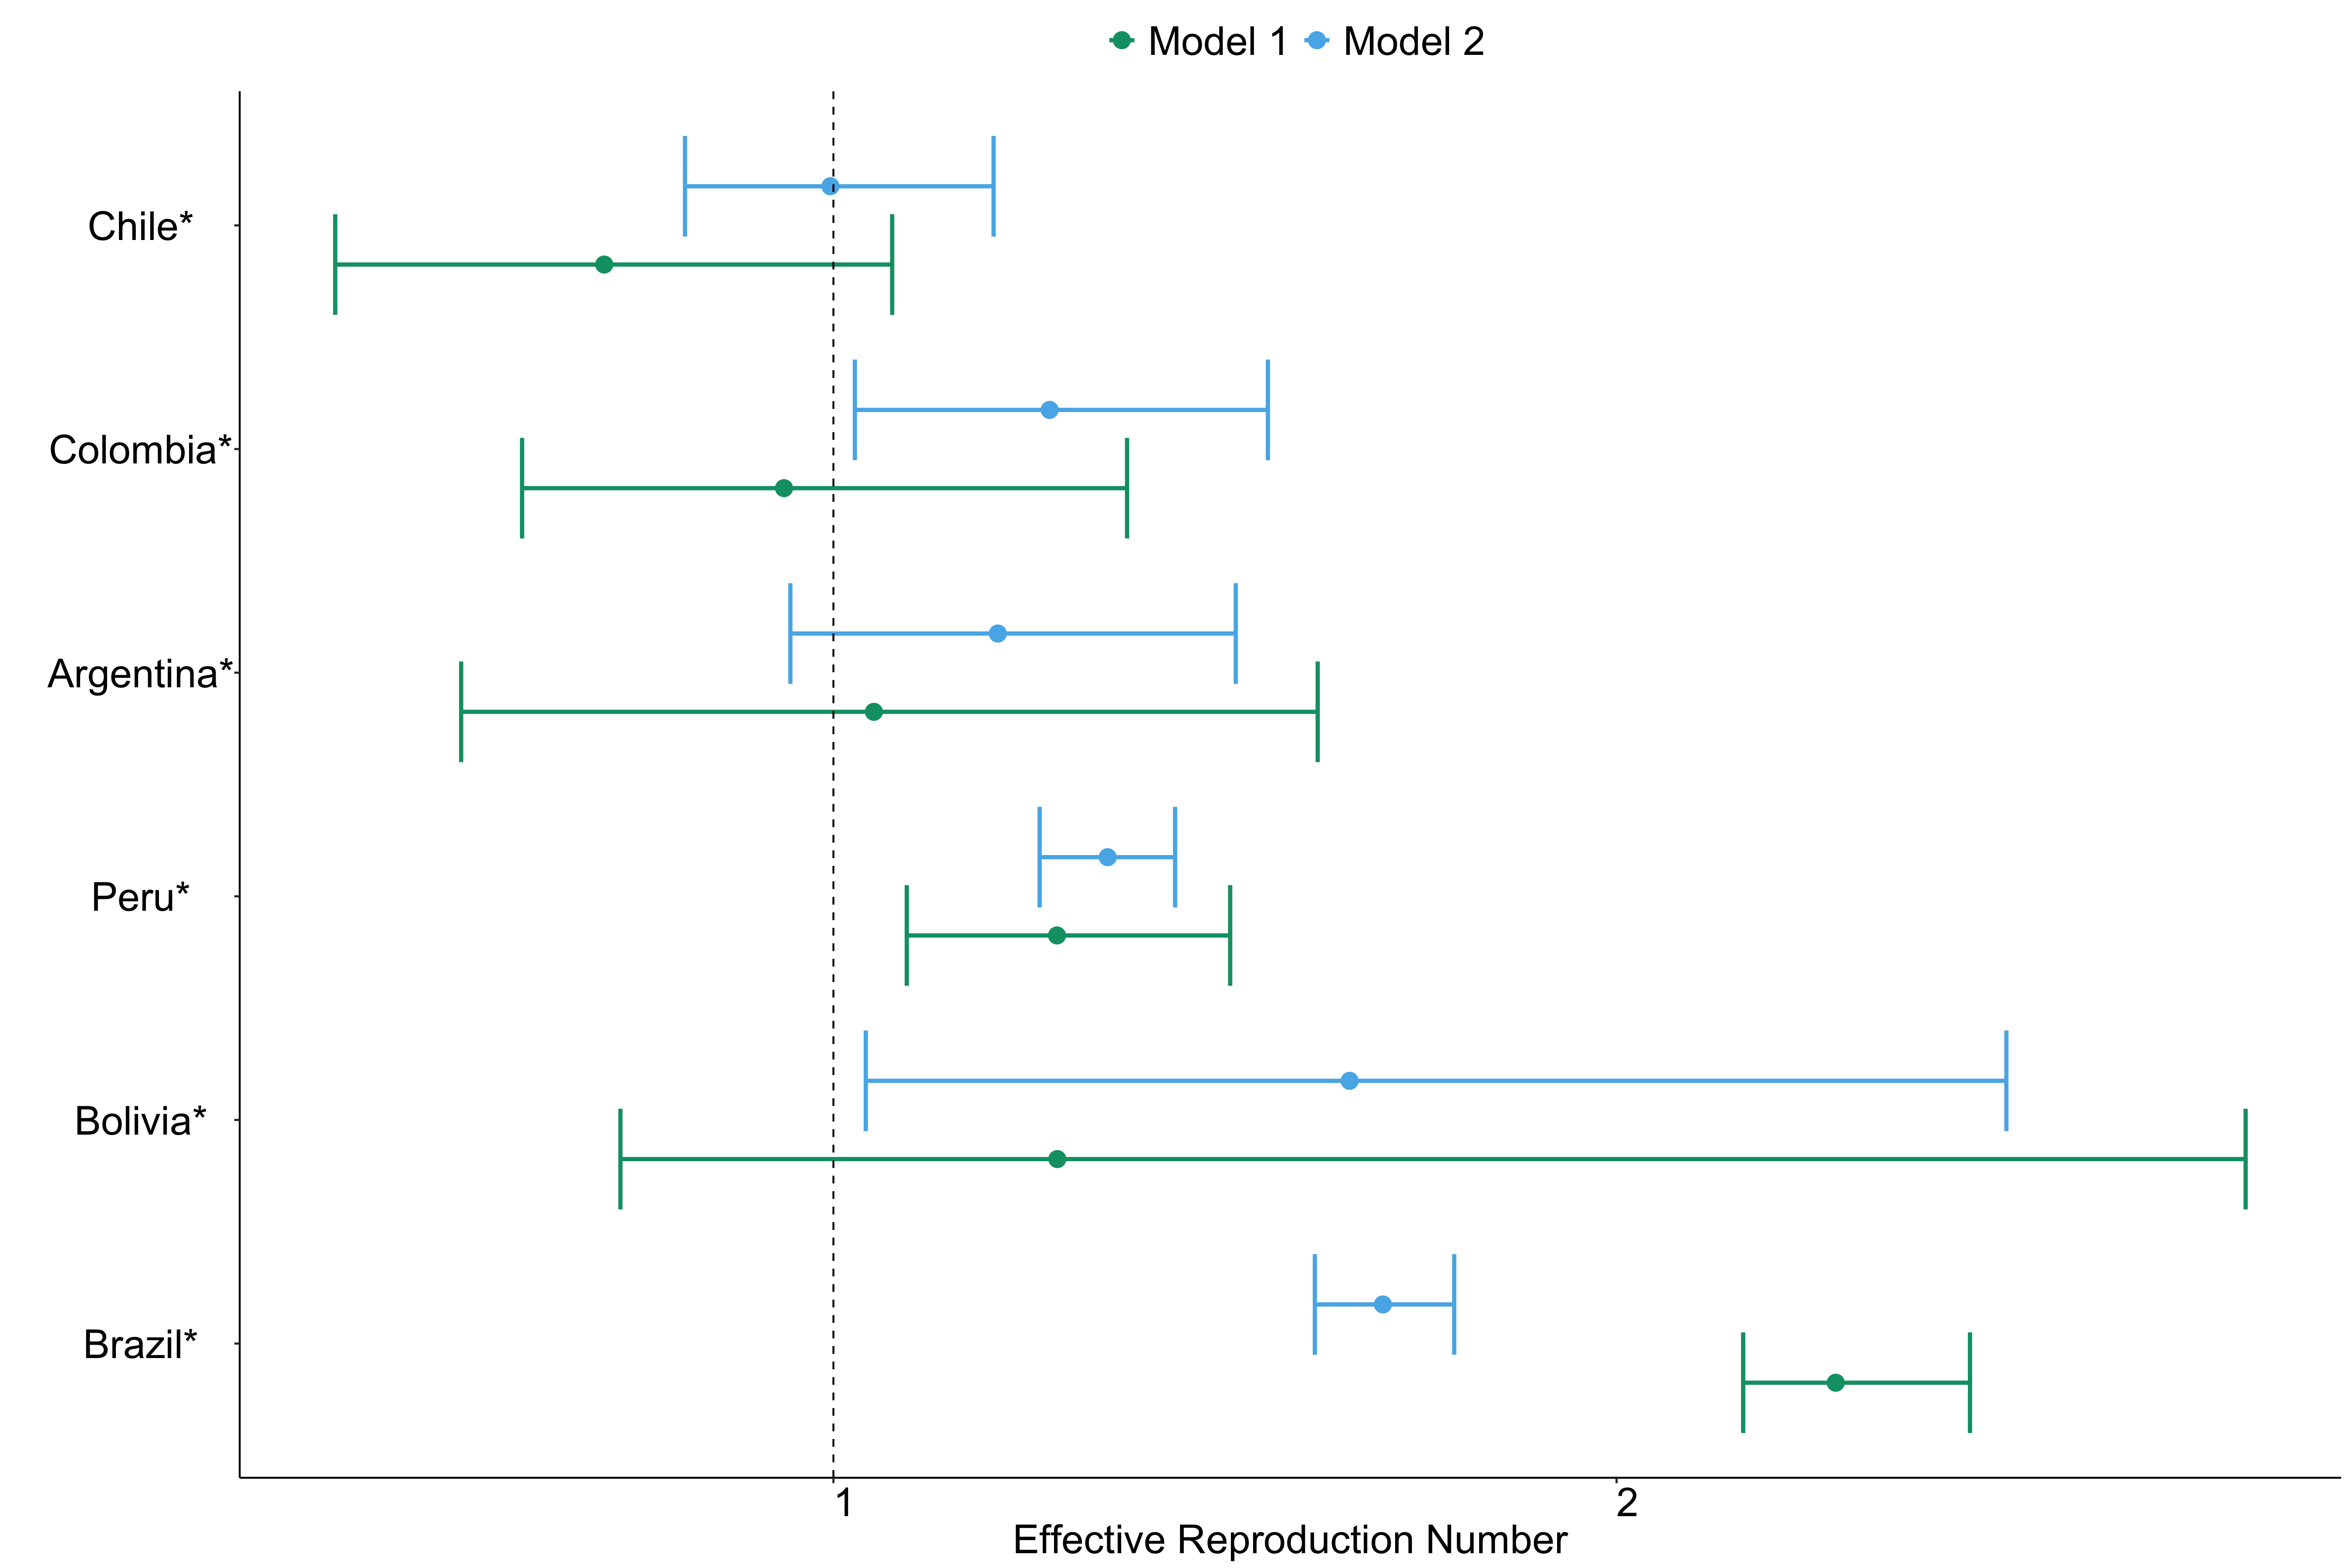 Model 1 Model 2
Chile*
Colombia*
Argentina*
Peru*
Bolivia*
Brazil*
1 2
Effective Reproduction Number